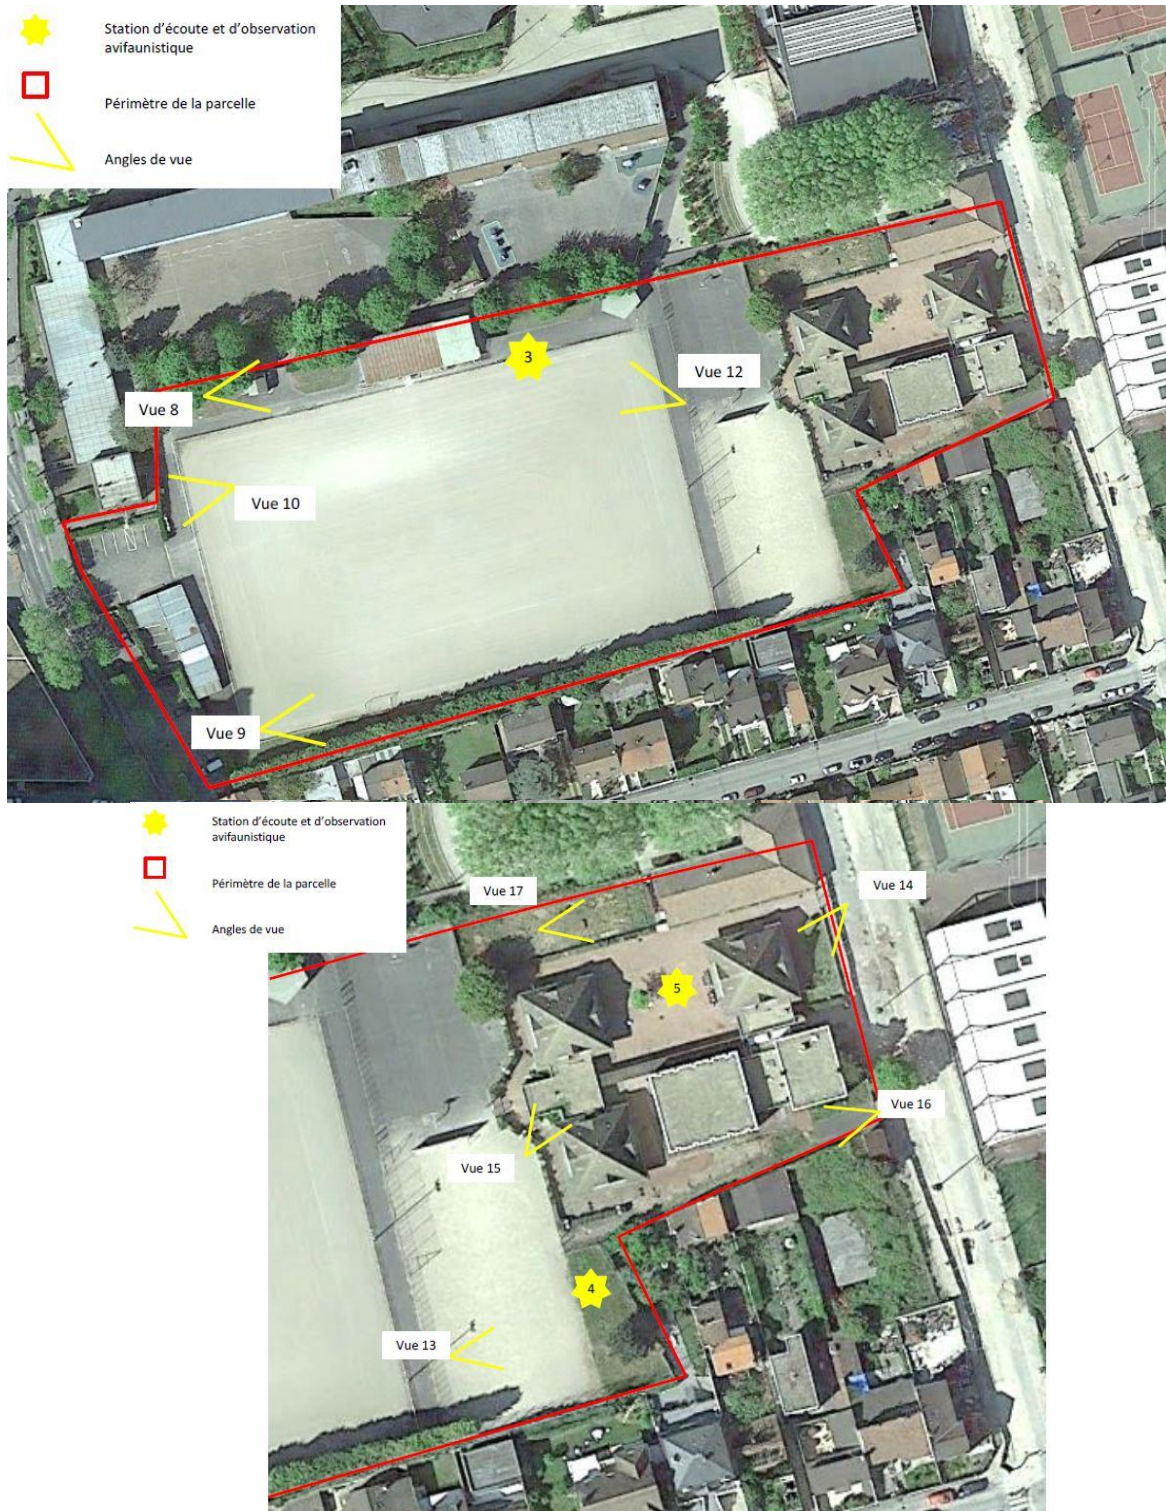 Station d'écoute et d'observation
avifaunistique
Périmètre de la parcelle
Angles de vue
3
Vue 12
Vue 8
Vue 10
Vue 9
Station d'écoute et d'observation
avifaunistique
Périmètre de la parcelle
Angles de vue
Vue 17
Vue 14
5
Vue 16
Vue 15
4
Vue 13